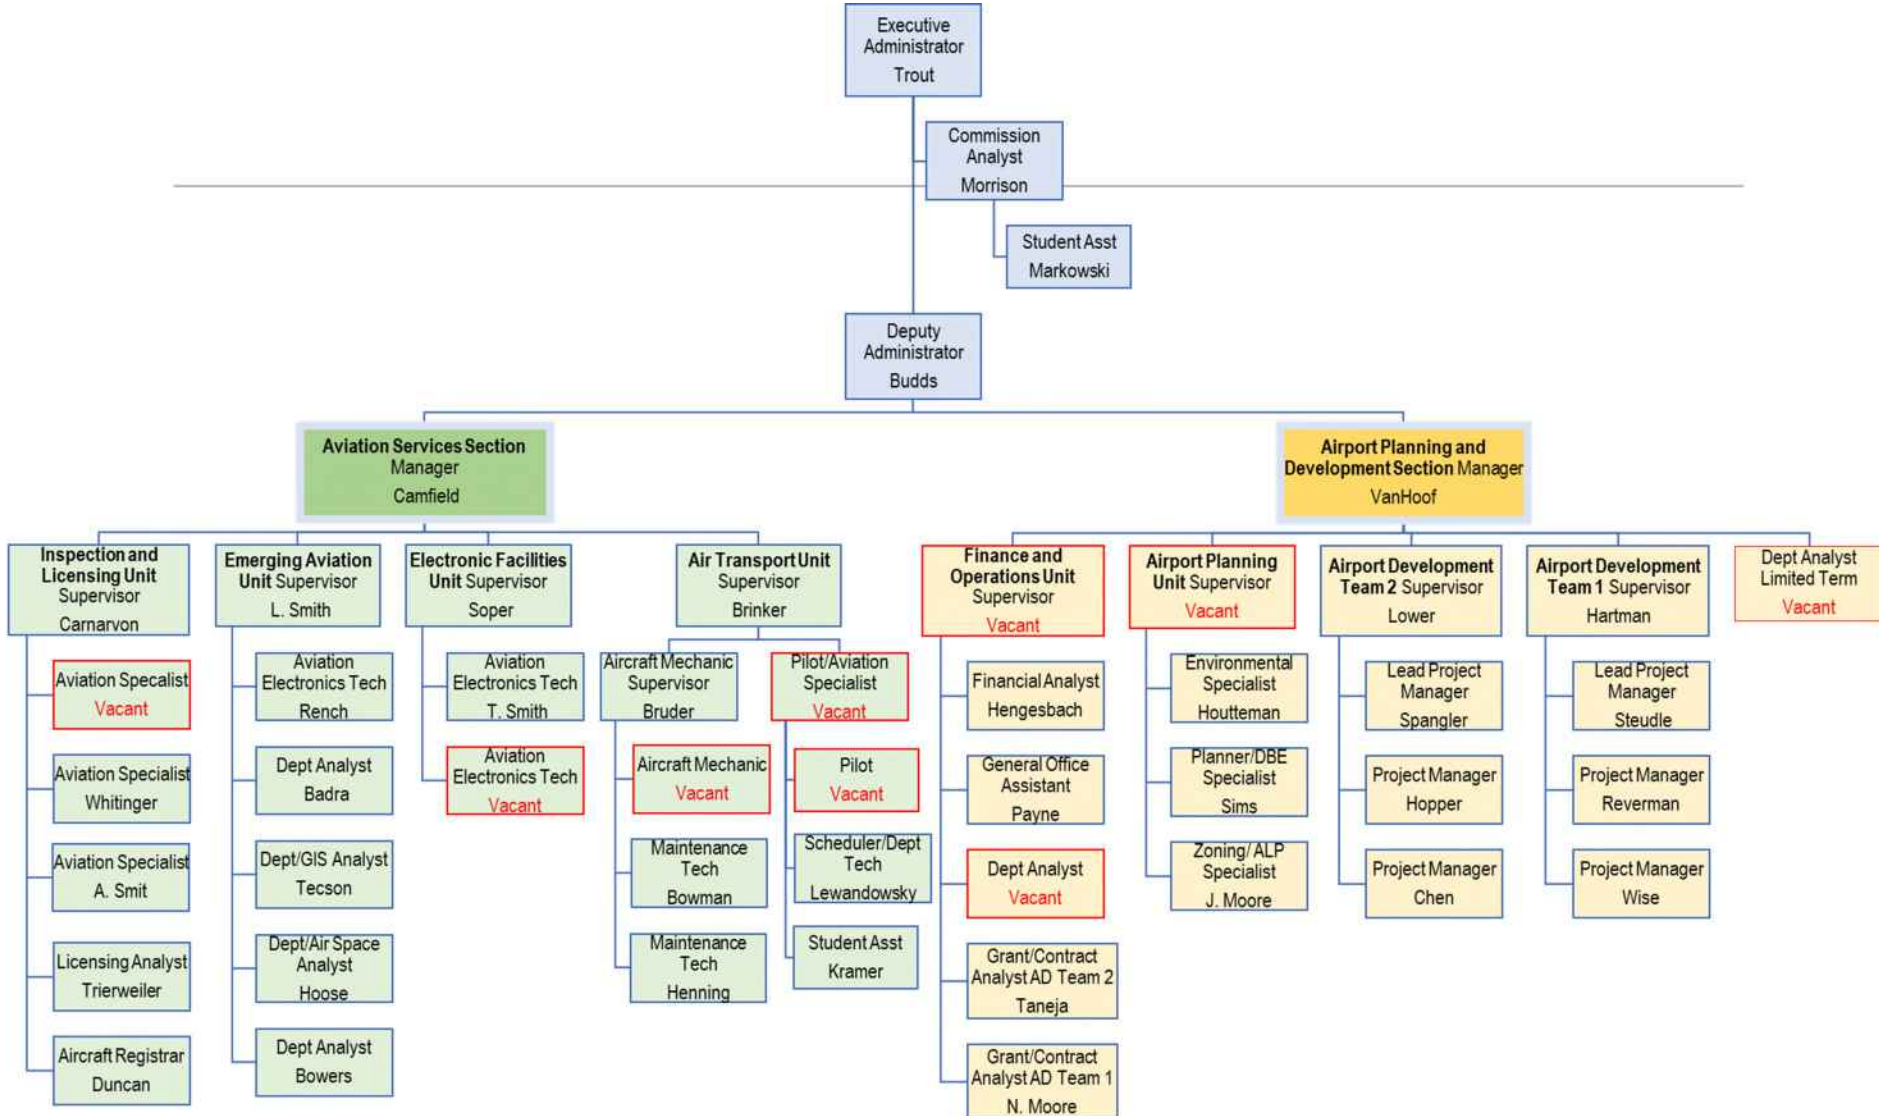 Executive
Administrator
Trout
Commission
Analyst
Morrison
Student Asst
Markowski
Deputy
Administrator
Budds
Aviation Services Section
Manager
Camfield
Airport Planning and
Development Section Manager
VanHoof
Inspection and
Licensing Unit
Supervisor
Carnarvon
Aviation Specalist
Vacant
Aviation Specialist
Whitinger
Aviation Specialist
A. Smit
Licensing Analyst
Trierweiler
Aircraft Registrar
Duncan
Emerging Aviation
Unit Supervisor
L. Smith
Aviation
Electronics Tech
Rench
Dept Analyst
Badra
Dept/GIS Analyst
Tecson
Dept/Air Space
Analyst
Hoose
Dept Analyst
Bowers
Electronic Facilities
Unit Supervisor
Soper
Aviation
Electronics Tech
T. Smith
Aviation
Electronics Tech
Vacant
Air Transport Unit
Supervisor
Brinker
Aircraft Mechanic
Supervisor
Bruder
Aircraft Mechanic
Vacant
Maintenance
Tech
Bowman
Maintenance
Tech
Henning
Pilot/Aviation
Specialist
Vacant
Pilot
Vacant
Scheduler/Dept
Tech
Lewandowsky
Student Asst
Kramer
Finance and
Operations Unit
Supervisor
Vacant
Financial Analyst
Hengesbach
General Office
Assistant
Payne
Dept Analyst
Vacant
Grant/Contract
Analyst AD Team 2
Taneja
Grant/Contract
Analyst AD Team 1
N. Moore
Airport Planning
Unit Supervisor
Vacant
Environmental
Specialist
Houtteman
Planner/DBE
Specialist
Sims
Zoning/ ALP
Specialist
J. Moore
Airport Development
Team 2 Supervisor
Lower
Lead Project
Manager
Spangler
Project Manager
Hopper
Project Manager
Chen
Airport Development
Team 1 Supervisor
Hartman
Lead Project
Manager
Steudle
Project Manager
Reverman
Project Manager
Wise
Dept Analyst
Limited Term
Vacant